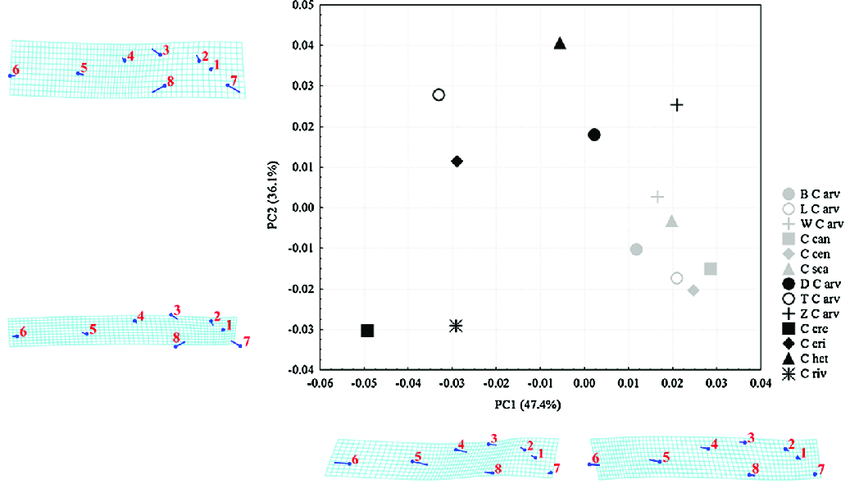 0.05
0.04
0.03
0.02
0.01
0.00
-0.01
-0.02
-0.03
-0.04
PC2 (36.1%)
-0.06 -0.05 -0.04 -0.03 -0.02 -0.01 0.00 0.01 0.02 0.03 0.04
PC1 (47.4%)
B C arv
L C arv
W C arv
C can
C cen
C sca
D C arv
T C arv
Z C arv
C cre
C eri
C het
C riv
6 5 4 3 2 1 8 7
6 5 4 3 2 1 8 7
6 5 4 3 2 1 8 7
6 5 4 3 2 1 8 7